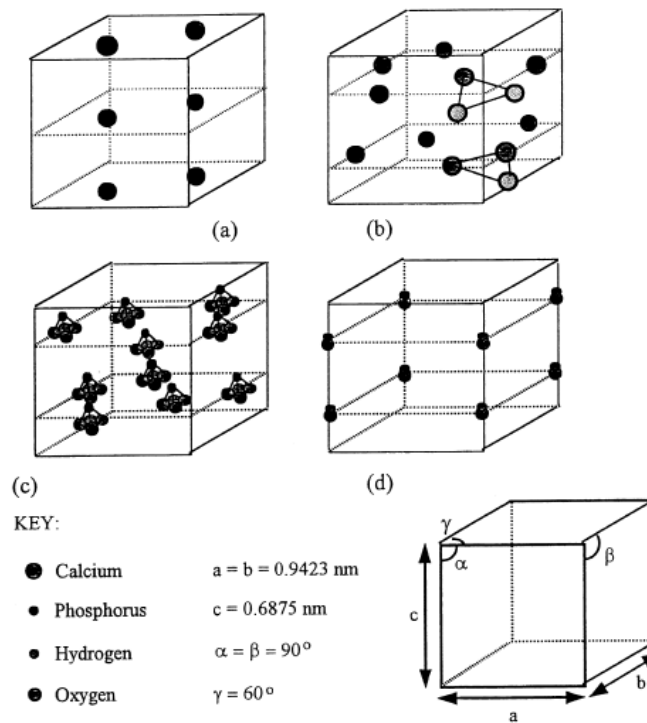 (a)
(b)
(c)
(d)
KEY:
Calcium
a = b = 0.9423 nm
Phosphorus
c = 0.6875 nm
Hydrogen
α = β = 90°
Oxygen
γ = 60°
γ
α
β
c
a
b